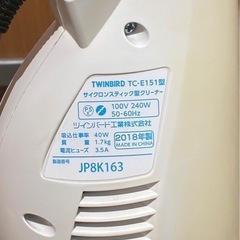 TWINBIRD TC-E151型
サイクロンスティック型クリーナー
100V 240W
50-60Hz
ツインバード工業株式会社
吸込仕事率 40W
質量 1.7kg
電流ヒューズ 3.5A
2018年製
MADE IN CHINA
製造番号
JP8K163